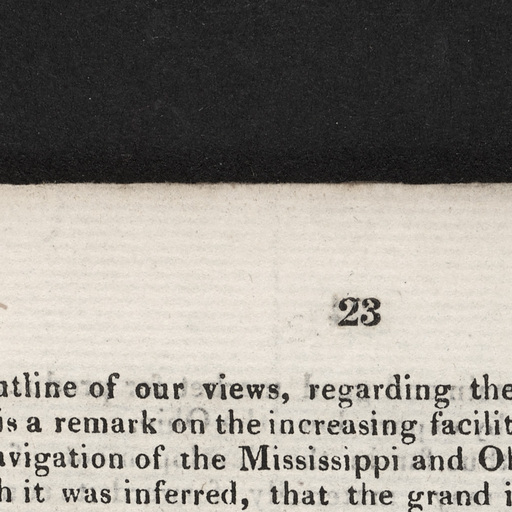 23
utline of our views, regarding the
is a remark on the increasing facilit
avigation of the Mississippi and Oh
h it was inferred, that the grand i